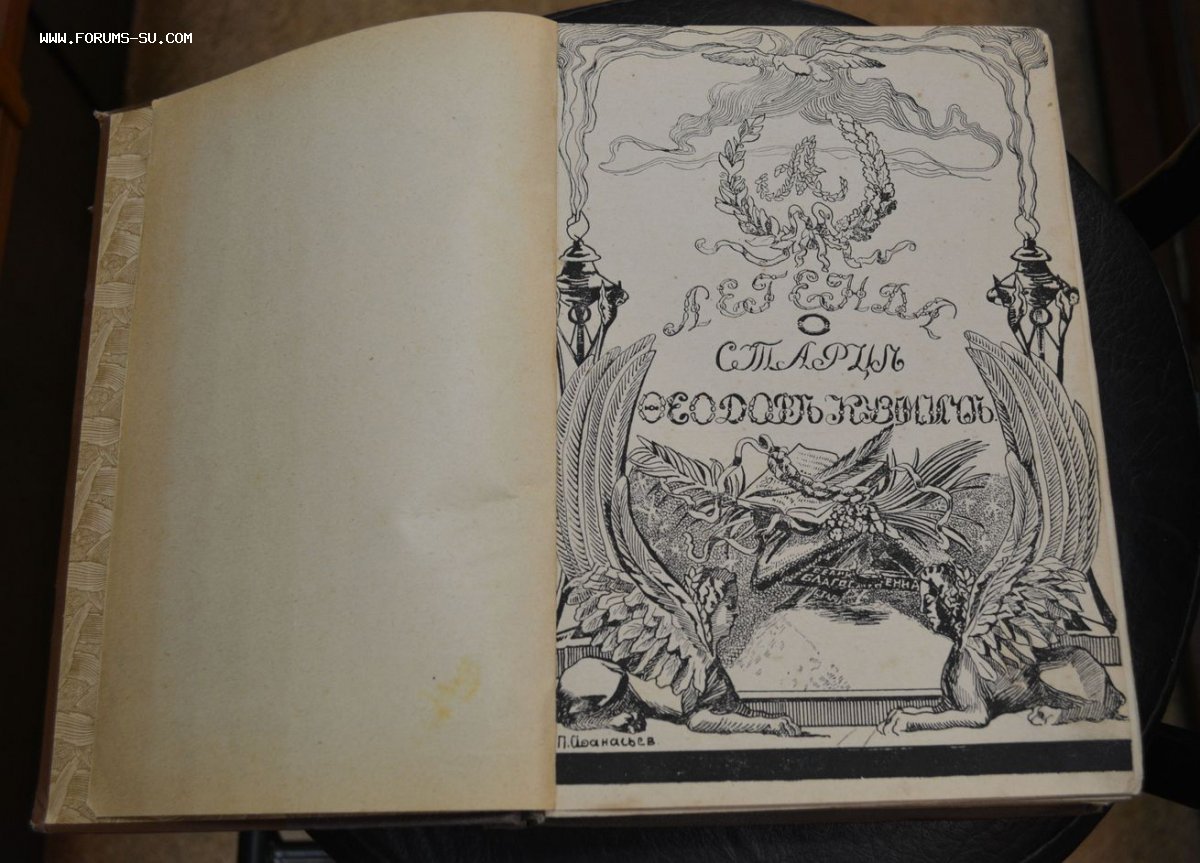 WWW.FORUMS-SU.COM
А
ЛЕГЕНДА
О
СТАРЦѢ
ѲЕОДОРѢ КУЗМИЧѢ.
П. Афанасьев.